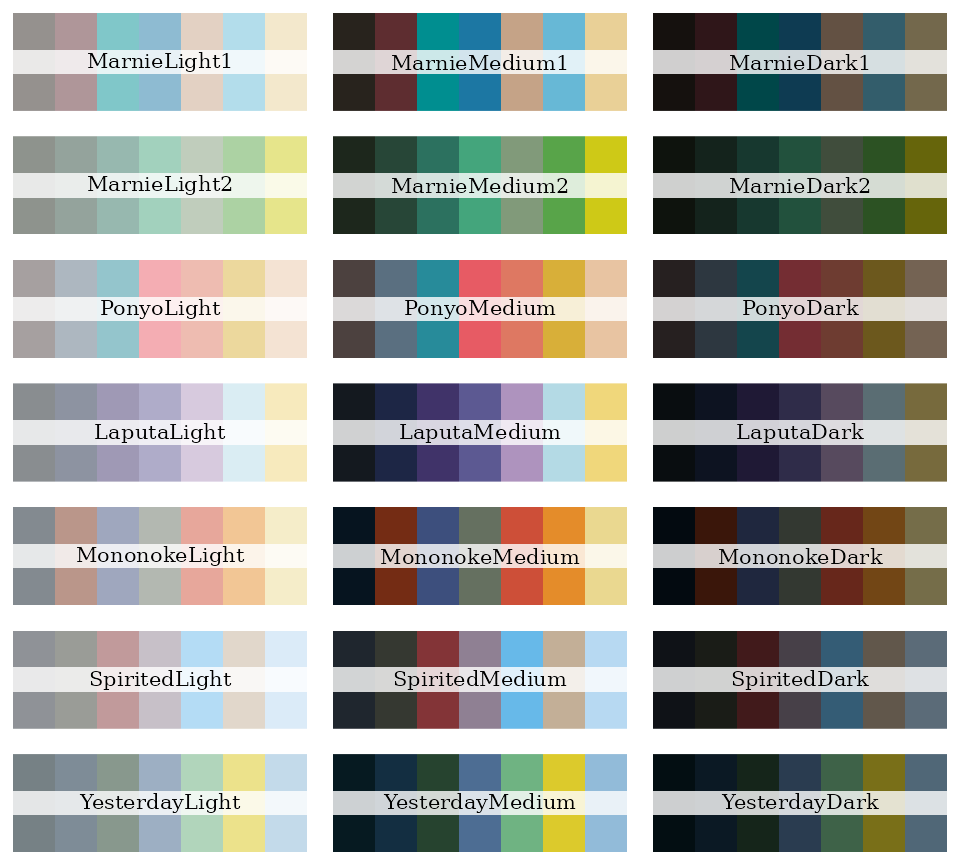 MarnieLight1
MarnieMedium1
MarnieDark1
MarnieLight2
MarnieMedium2
MarnieDark2
PonyoLight
PonyoMedium
PonyoDark
LaputaLight
LaputaMedium
LaputaDark
MononokeLight
MononokeMedium
MononokeDark
SpiritedLight
SpiritedMedium
SpiritedDark
YesterdayLight
YesterdayMedium
YesterdayDark